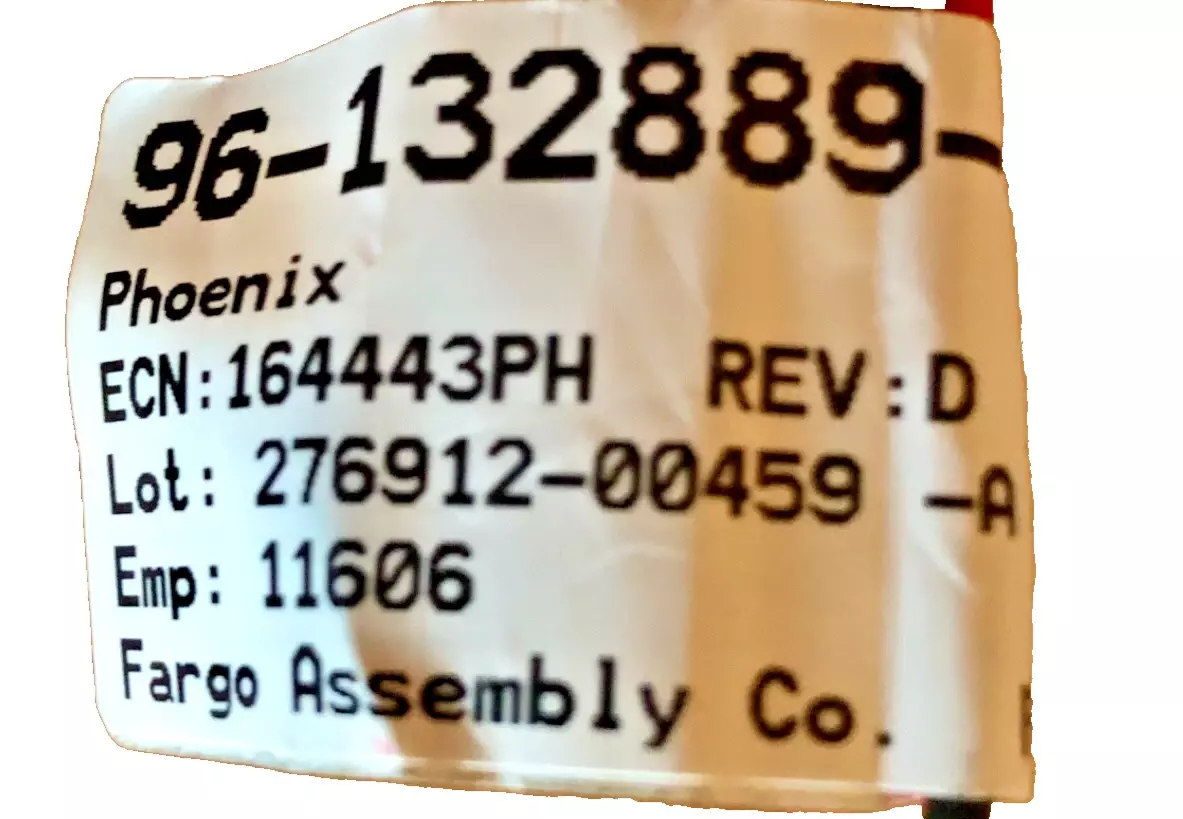 96-132889-
Phoenix
ECN:164443PH REV:D
Lot: 276912-00459 -A
Emp: 11606
Fargo Assembly Co.